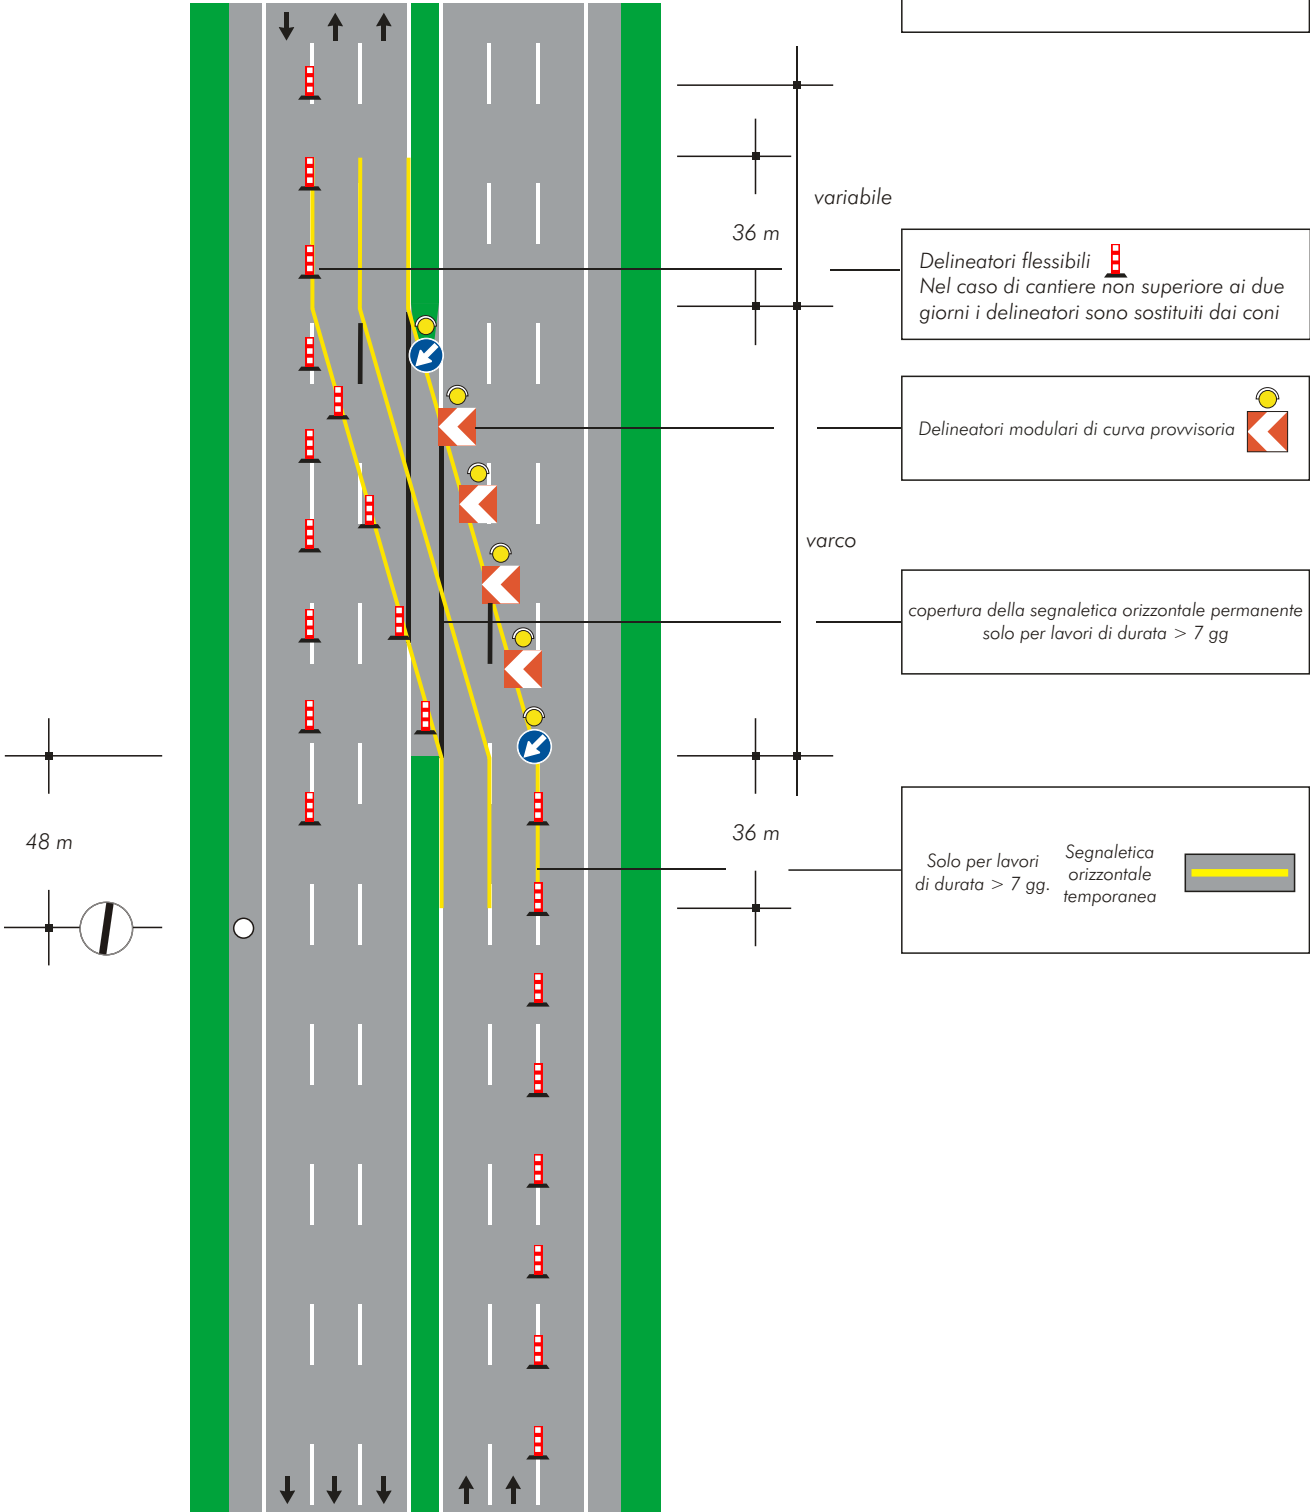 variabile
36 m
Delineatori flessibili
Nel caso di cantiere non superiore ai due
giorni i delineatori sono sostituiti dai coni
Delineatori modulari di curva provvisoria
varco
copertura della segnaletica orizzontale permanente
solo per lavori di durata > 7 gg
48 m
36 m
Solo per lavori
di durata > 7 gg.
Segnaletica
orizzontale
temporanea